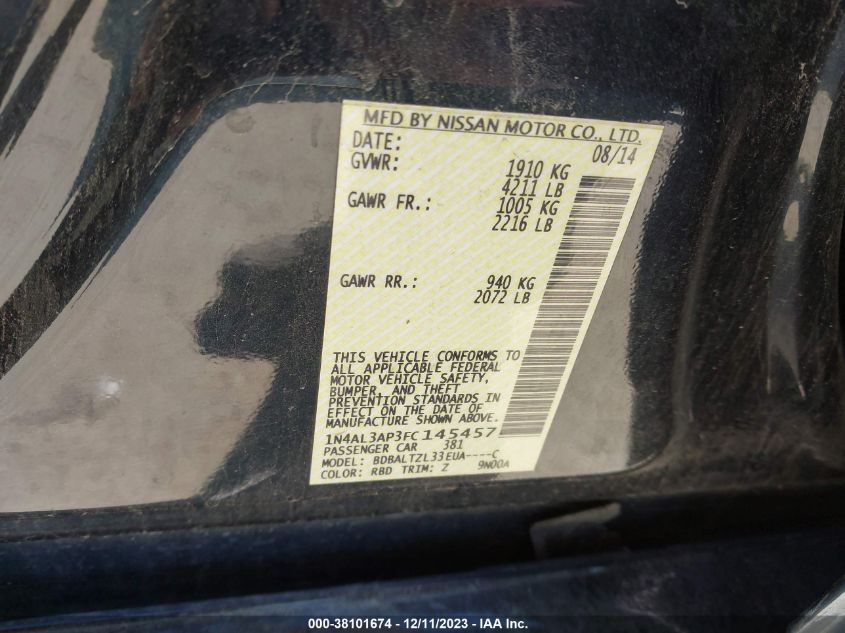 MFD BY NISSAN MOTOR CO., LTD.
DATE: 08/14
GVWR: 1910 KG
4211 LB
GAWR FR.: 1005 KG
2216 LB
GAWR RR.: 940 KG
2072 LB
THIS VEHICLE CONFORMS TO
ALL APPLICABLE FEDERAL
MOTOR VEHICLE SAFETY,
BUMPER, AND THEFT
PREVENTION STANDARDS IN
EFFECT ON THE DATE OF
MANUFACTURE SHOWN ABOVE.
1N4AL3AP3FC145457
PASSENGER CAR 381
MODEL: BDBALTZL33EUA----C
COLOR: RBD TRIM: Z 9N00A
000-38101674 - 12/11/2023 - IAA Inc.